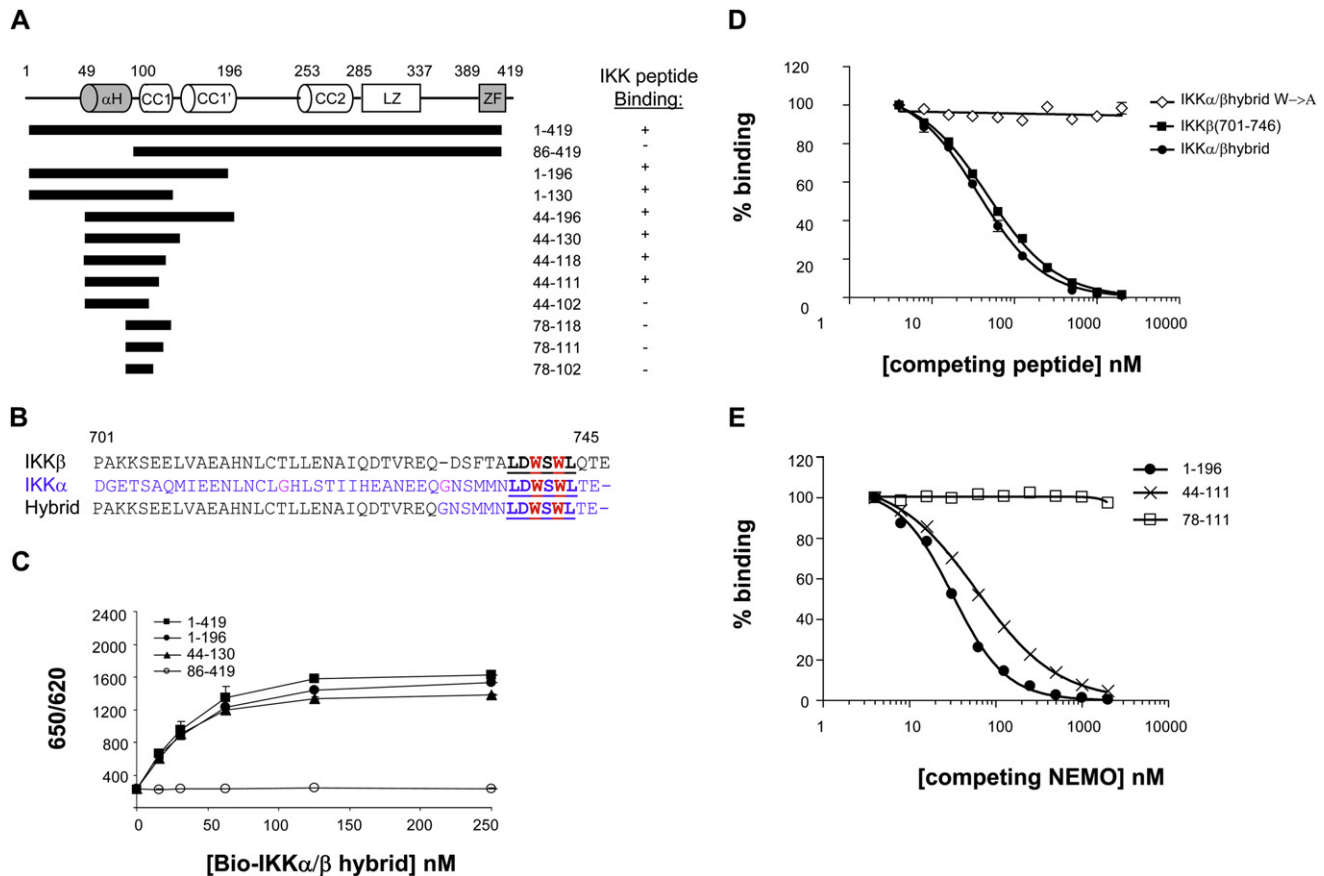 A
1 49 100 196 253 285 337 389 419
IKK peptide
Binding:
αH CC1 CC1' CC2 LZ ZF
1-419 +
86-419 -
1-196 +
1-130 +
44-196 +
44-130 +
44-118 +
44-111 +
44-102 -
78-118 -
78-111 -
78-102 -
B
701 745
IKKβ PAKKSEELVAEAHNLCTLLENAIQDTVREQ-DSFTALDWSWLQTE
IKKα DGETSAQMIEENLNCLGHLSTIIHEANEEQGNSMMNLDWSWLTE-
Hybrid PAKKSEELVAEAHNLCTLLENAIQDTVREQGNSMMNLDWSWLTE-
C
2400
2000
1600
1200
800
400
650/620
1-419
1-196
44-130
86-419
0 50 100 150 200 250
[Bio-IKKα/β hybrid] nM
D
120
100
80
60
40
20
0
% binding
IKKα/βhybrid W->A
IKKβ(701-746)
IKKα/βhybrid
1 10 100 1000 10000
[competing peptide] nM
E
120
100
80
60
40
20
0
% binding
1-196
44-111
78-111
1 10 100 1000 10000
[competing NEMO] nM